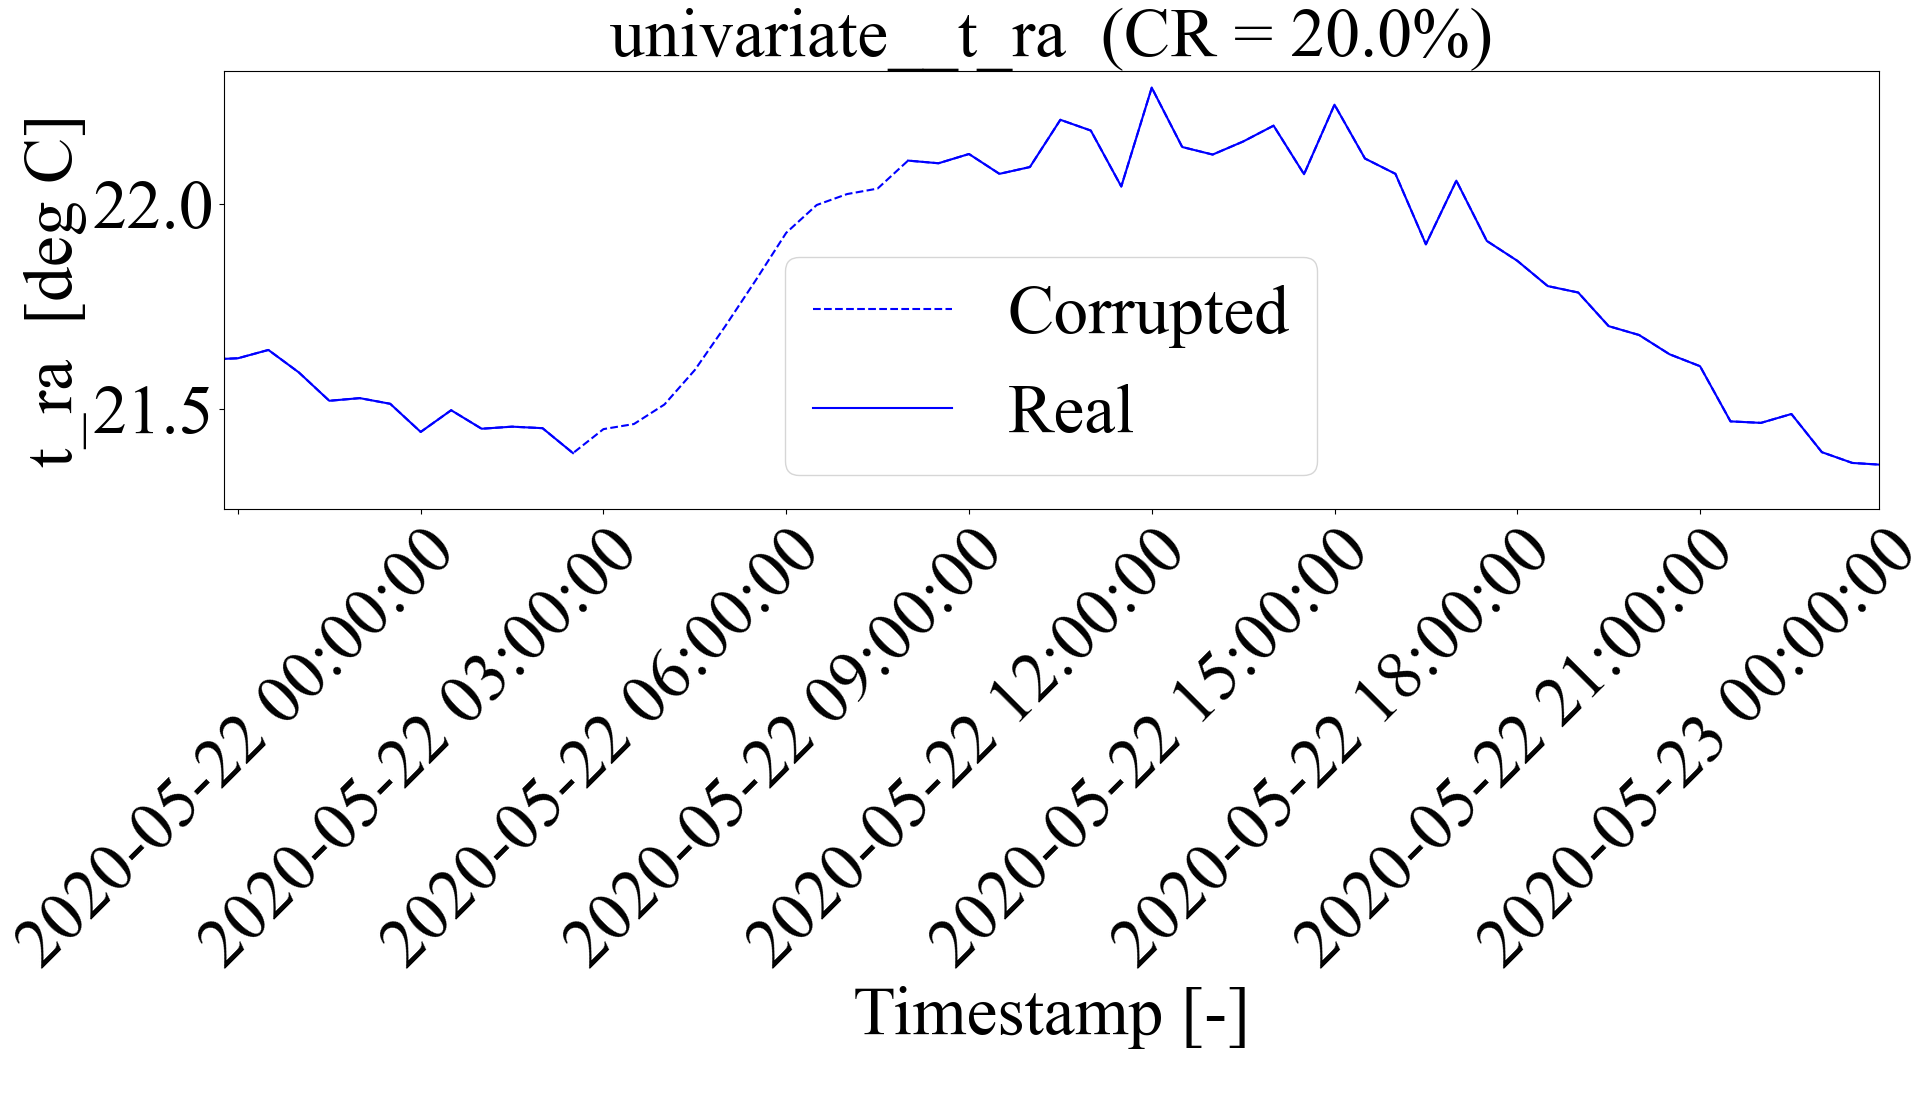 univariate__t_ra (CR = 20.0%)
t_ra [deg C]
22.0
21.5
Corrupted
Real
2020-05-22 00:00:00
2020-05-22 03:00:00
2020-05-22 06:00:00
2020-05-22 09:00:00
2020-05-22 12:00:00
2020-05-22 15:00:00
2020-05-22 18:00:00
2020-05-22 21:00:00
2020-05-23 00:00:00
Timestamp [-]